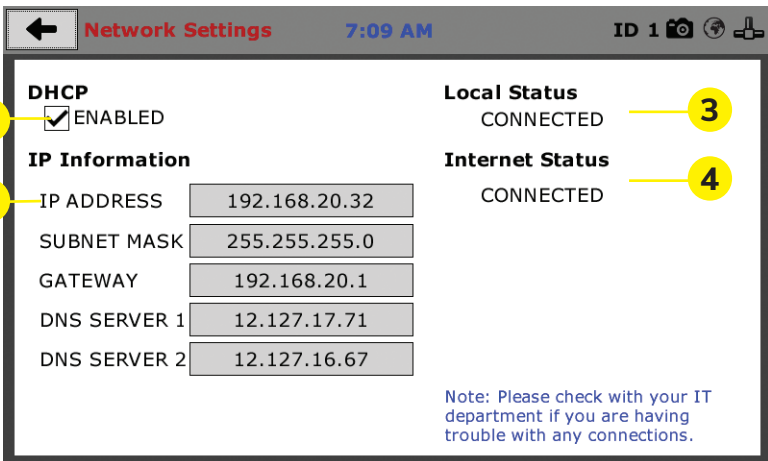 Network Settings 7:09 AM ID 1
DHCP
ENABLED
IP Information
IP ADDRESS 192.168.20.32
SUBNET MASK 255.255.255.0
GATEWAY 192.168.20.1
DNS SERVER 1 12.127.17.71
DNS SERVER 2 12.127.16.67
Local Status
CONNECTED 3
Internet Status
4
CONNECTED
Note: Please check with your IT
department if you are having
trouble with any connections.